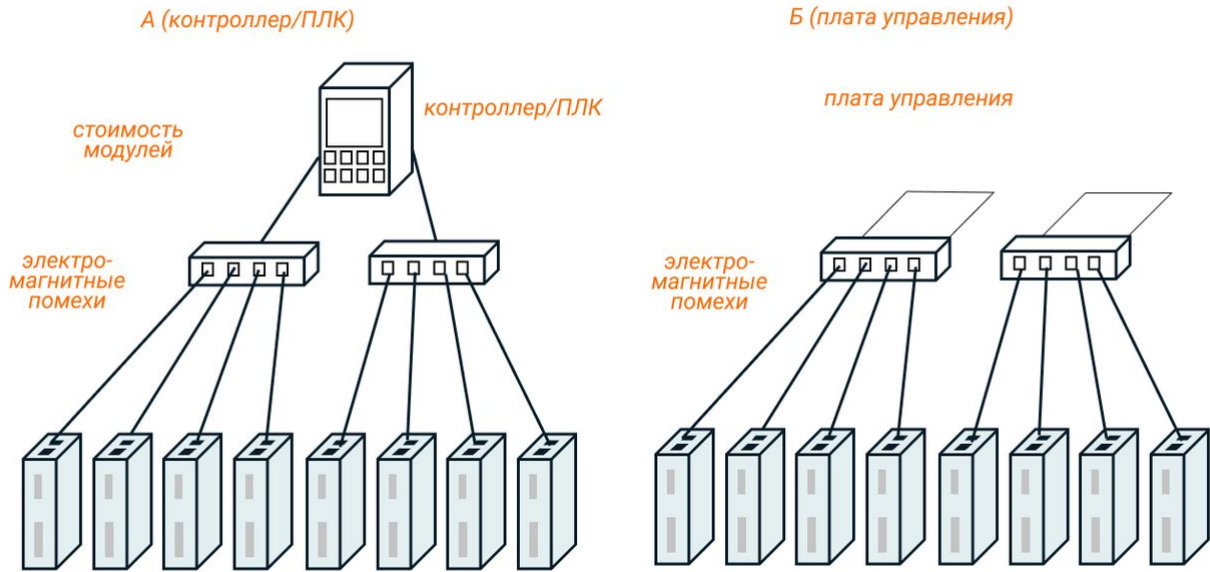 А (контроллер/ПЛК)
Б (плата управления)
контроллер/ПЛК
стоимость
модулей
плата управления
электро-
магнитные
помехи
электро-
магнитные
помехи